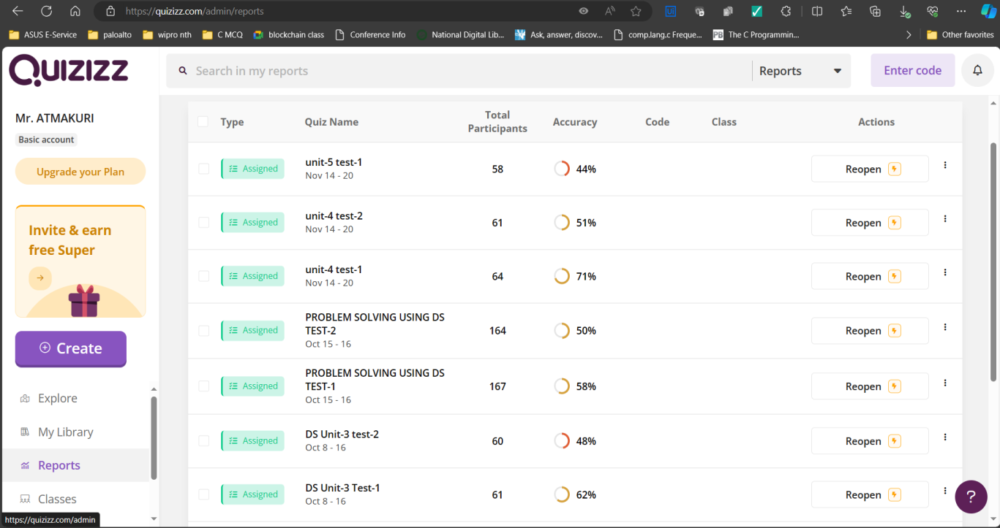 https://quizizz.com/admin/reports
ASUS E-Service
paloalto
wipro nth
C MCQ
blockchain class
Conference Info
National Digital Lib...
Ask, answer, discov...
comp.lang.c Freque...
PB The C Programmin...
Other favorites
QUIZIZZ
Search in my reports
Reports
Enter code
Mr. ATMAKURI
Basic account
Upgrade your Plan
Invite & earn
free Super
Create
Explore
My Library
Reports
Classes
https://quizizz.com/admin
Type Quiz Name Total Participants Accuracy Code Class Actions
Assigned unit-5 test-1 58 44% Reopen
Nov 14 - 20
Assigned unit-4 test-2 61 51% Reopen
Nov 14 - 20
Assigned unit-4 test-1 64 71% Reopen
Nov 14 - 20
PROBLEM SOLVING USING DS
Assigned TEST-2 164 50% Reopen
Oct 15 - 16
PROBLEM SOLVING USING DS
Assigned TEST-1 167 58% Reopen
Oct 15 - 16
Assigned DS Unit-3 test-2 60 48% Reopen
Oct 8 - 16
Assigned DS Unit-3 Test-1 61 62% Reopen
Oct 8 - 16
?